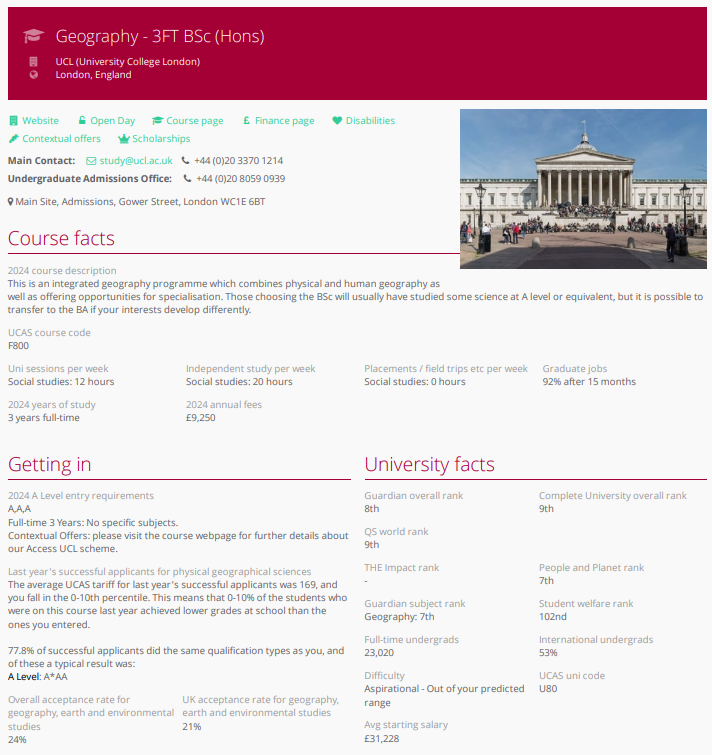 Geography - 3FT BSc (Hons)
UCL (University College London)
London, England
Website Open Day Course page £ Finance page Disabilities
Contextual offers Scholarships
Main Contact: study@ucl.ac.uk +44 (0)20 3370 1214
Undergraduate Admissions Office: +44 (0)20 8059 0939
Main Site, Admissions, Gower Street, London WC1E 6BT
Course facts
2024 course description
This is an integrated geography programme which combines physical and human geography as
well as offering opportunities for specialisation. Those choosing the BSc will usually have studied some science at A level or equivalent, but it is possible to
transfer to the BA if your interests develop differently.
UCAS course code
F800
Uni sessions per week Independent study per week Placements / field trips etc per week Graduate jobs
Social studies: 12 hours Social studies: 20 hours Social studies: 0 hours 92% after 15 months
2024 years of study 2024 annual fees
3 years full-time £9,250
Getting in
2024 A Level entry requirements
A,A,A
Full-time 3 Years: No specific subjects.
Contextual Offers: please visit the course webpage for further details about
our Access UCL scheme.
Last year's successful applicants for physical geographical sciences
The average UCAS tariff for last year's successful applicants was 169, and
you fall in the 0-10th percentile. This means that 0-10% of the students who
were on this course last year achieved lower grades at school than the
ones you entered.
77.8% of successful applicants did the same qualification types as you, and
of these a typical result was:
A Level: A*AA
Overall acceptance rate for
geography, earth and environmental
studies
24%
UK acceptance rate for geography,
earth and environmental studies
21%
University facts
Guardian overall rank Complete University overall rank
8th 9th
QS world rank
9th
THE Impact rank People and Planet rank
- 7th
Guardian subject rank Student welfare rank
Geography: 7th 102nd
Full-time undergrads International undergrads
23,020 53%
Difficulty UCAS uni code
Aspirational - Out of your predicted U80
range
Avg starting salary
£31,228